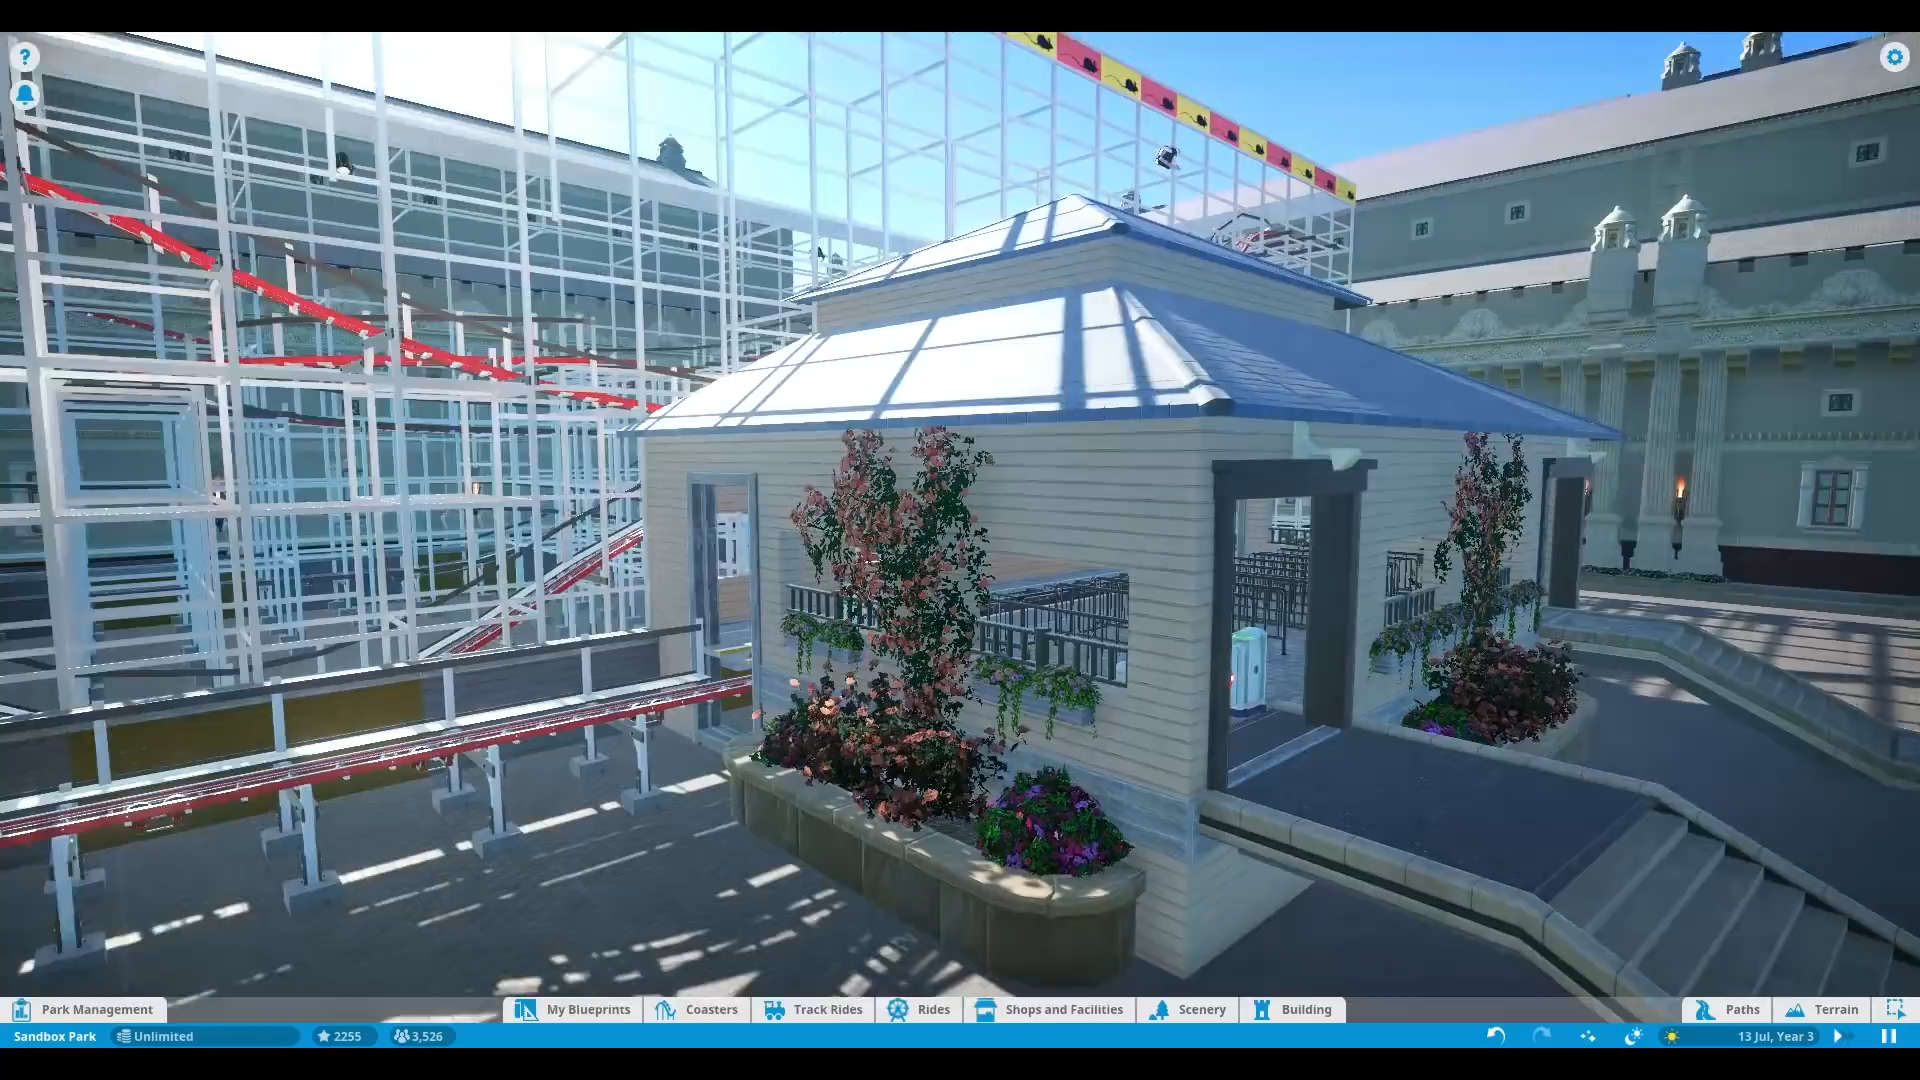 ?
Park Management
My Blueprints
Coasters
Track Rides
Rides
Shops and Facilities
Scenery
Building
Paths
Terrain
Sandbox Park
Unlimited
2255
3,526
13 Jul, Year 3